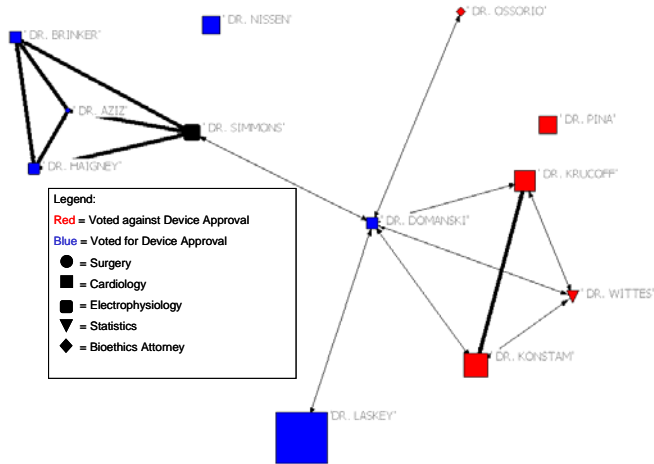 ' DR. NISSEN'
' DR. OSSORIO'
' DR. BRINKER'
' DR. AZIZ'
' DR. SIMMONS'
' DR. PINA'
' DR. HAIGNEY'
' DR. KRUCOFF'
Legend:
Red = Voted against Device Approval
Blue = Voted for Device Approval
= Surgery
= Cardiology
= Electrophysiology
= Statistics
= Bioethics Attorney
' DR. DOMANSKI'
' DR. WITTES'
' DR. KONSTAM'
' DR. LASKEY'